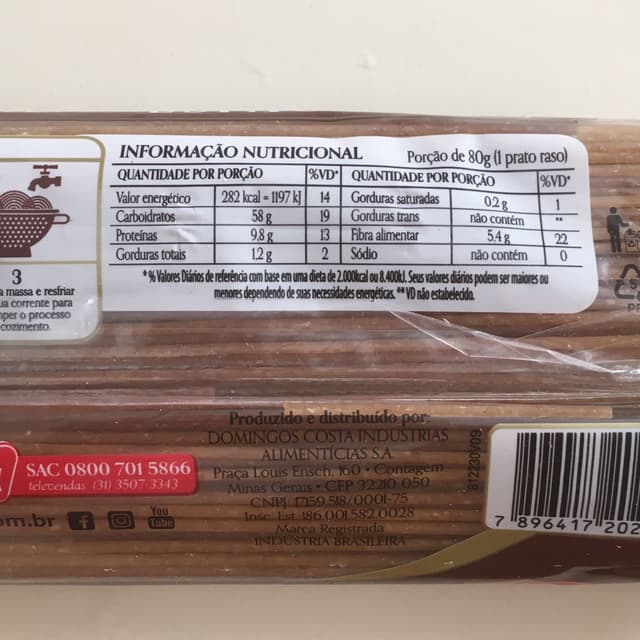 INFORMAÇÃO NUTRICIONAL Porção de 80g (1 prato raso)
QUANTIDADE POR PORÇÃO %VD* QUANTIDADE POR PORÇÃO %VD*
Valor energético 282 kcal = 1197 kJ 14 Gorduras saturadas 0,2 g 1
Carboidratos 58 g 19 Gorduras trans não contém **
Proteínas 9,8 g 13 Fibra alimentar 5,4 g 22
Gorduras totais 1,2 g 2 Sódio não contém 0
* % Valores Diários de referência com base em uma dieta de 2.000kcal ou 8.400kJ. Seus valores diários podem ser maiores ou
menores dependendo de suas necessidades energéticas. ** VD não estabelecido.
3
a massa e resfriar
corrente para
o processo
cozimento.
Produzido e distribuído por:
DOMINGOS COSTA INDÚSTRIAS
ALIMENTÍCIAS S.A
Praça Louis Ensch, 160 • Contagem
Minas Gerais • CEP 32210-050
CNPJ 17.159.518/0001-75
Insc. Est. 186.001582.0028
Marca Registrada
INDÚSTRIA BRASILEIRA
SAC 0800 701 5866
televendas (31) 3507-3343
om.br f You Tube
812230V09
7 896417 202